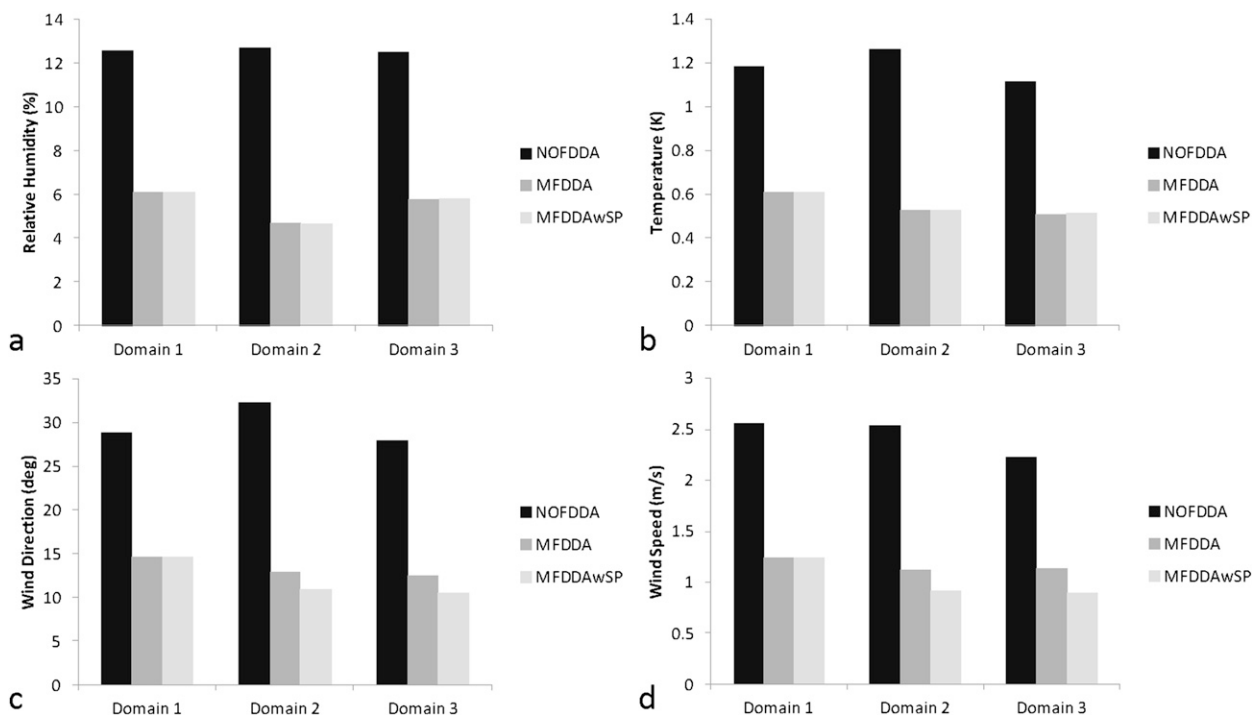 14
12
10
8
6
4
2
0
Relative Humidity (%)
Domain 1 Domain 2 Domain 3
NOFDDA
MFDDA
MFDDAwSP
a
1.4
1.2
1
0.8
0.6
0.4
0.2
0
Temperature (K)
Domain 1 Domain 2 Domain 3
NOFDDA
MFDDA
MFDDAwSP
b
35
30
25
20
15
10
5
0
Wind Direction (deg)
Domain 1 Domain 2 Domain 3
NOFDDA
MFDDA
MFDDAwSP
c
3
2.5
2
1.5
1
0.5
0
Wind Speed (m/s)
Domain 1 Domain 2 Domain 3
NOFDDA
MFDDA
MFDDAwSP
d